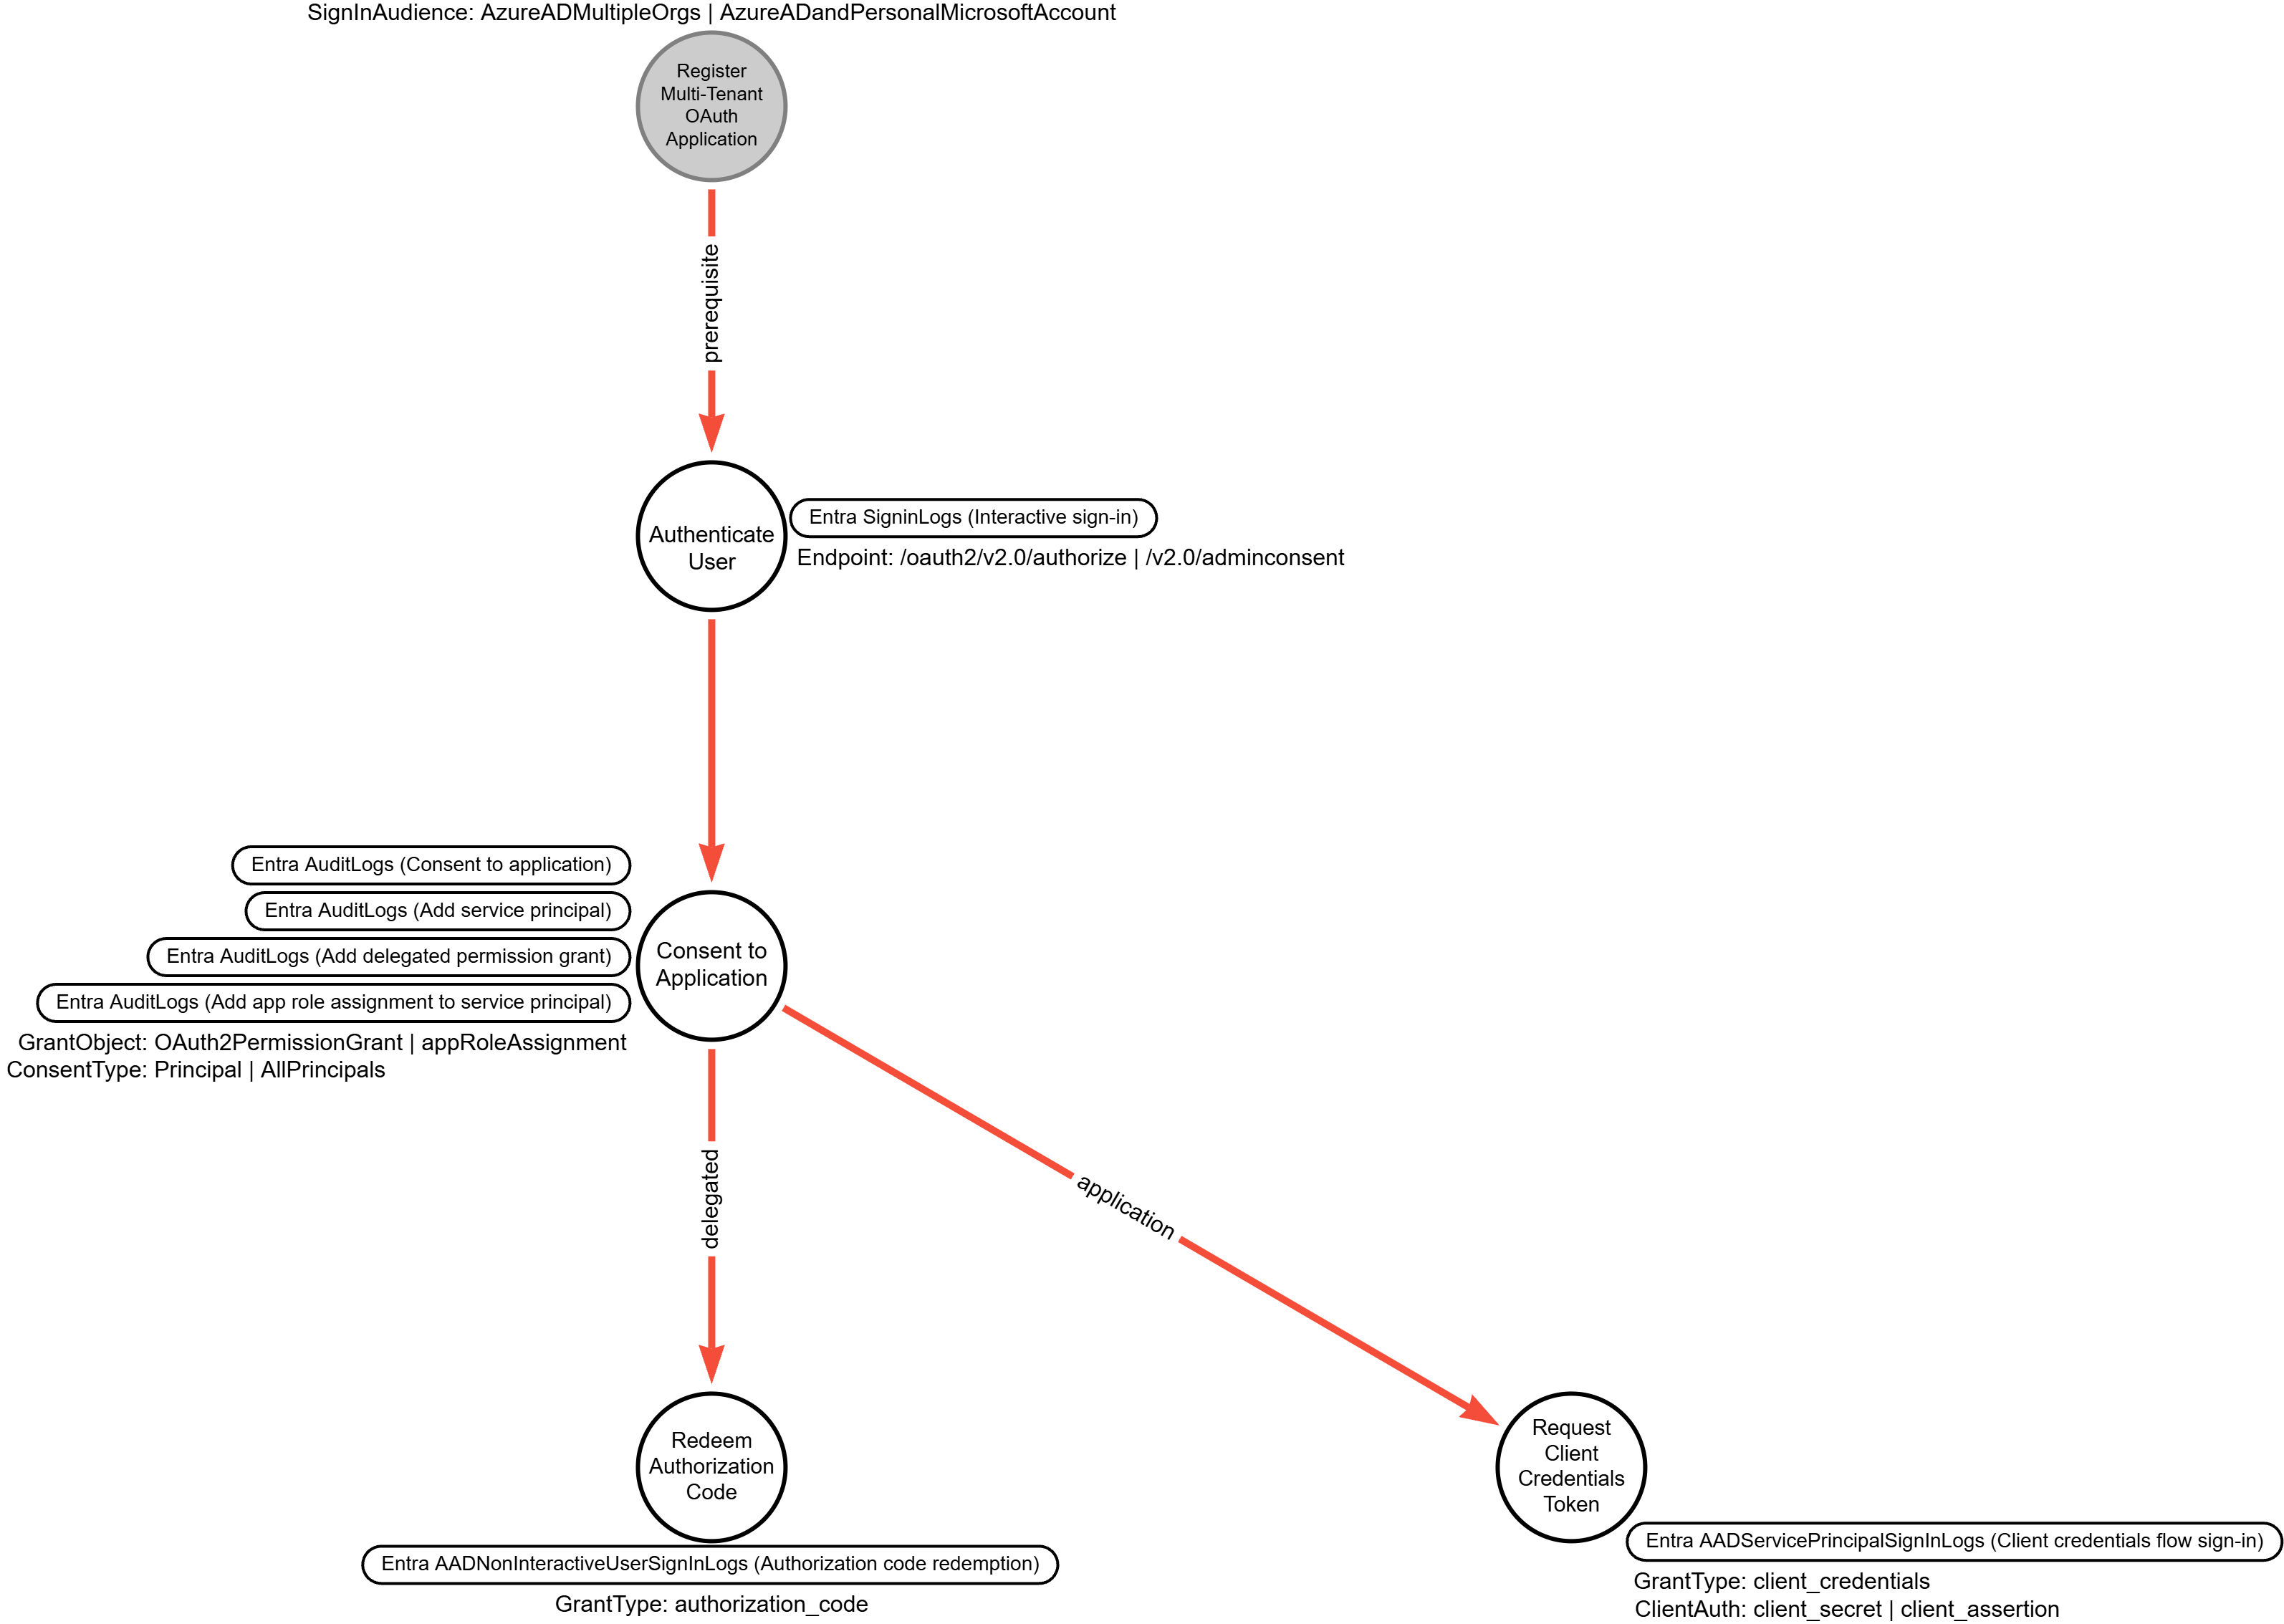 SignInAudience: AzureADMultipleOrgs | AzureADandPersonalMicrosoftAccount
Register
Multi-Tenant
OAuth
Application
prerequisite
Authenticate
User
Entra SigninLogs (Interactive sign-in)
Endpoint: /oauth2/v2.0/authorize | /v2.0/adminconsent
Entra AuditLogs (Consent to application)
Entra AuditLogs (Add service principal)
Entra AuditLogs (Add delegated permission grant)
Entra AuditLogs (Add app role assignment to service principal)
GrantObject: OAuth2PermissionGrant | appRoleAssignment
ConsentType: Principal | AllPrincipals
Consent to
Application
delegated
application
Redeem
Authorization
Code
Entra AADNonInteractiveUserSignInLogs (Authorization code redemption)
GrantType: authorization_code
Request
Client
Credentials
Token
Entra AADServicePrincipalSignInLogs (Client credentials flow sign-in)
GrantType: client_credentials
ClientAuth: client_secret | client_assertion